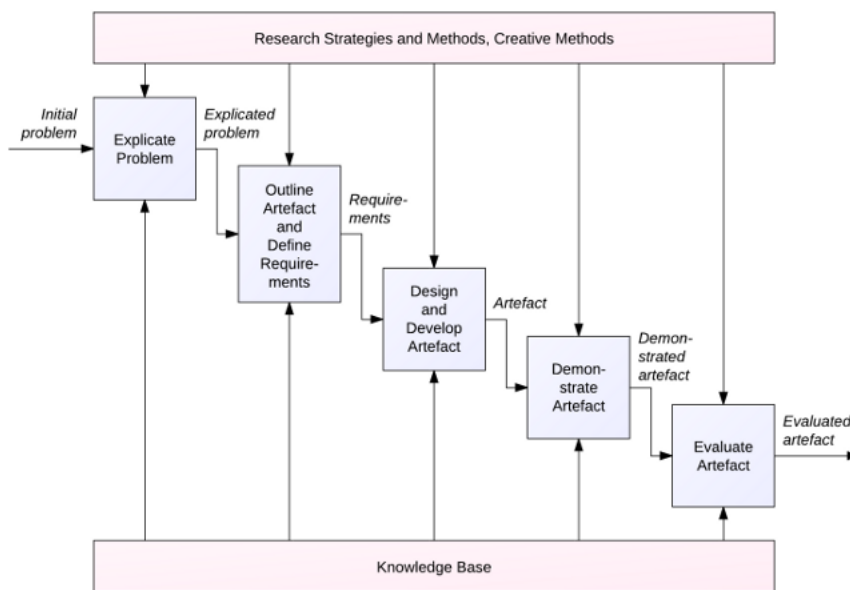 Research Strategies and Methods, Creative Methods
Initial
problem
Explicate
Problem
Explicated
problem
Outline
Artefact
and
Define
Require-
ments
Require-
ments
Design
and
Develop
Artefact
Artefact
Demon-
strate
Artefact
Demon-
strated
artefact
Evaluate
Artefact
Evaluated
artefact
Knowledge Base